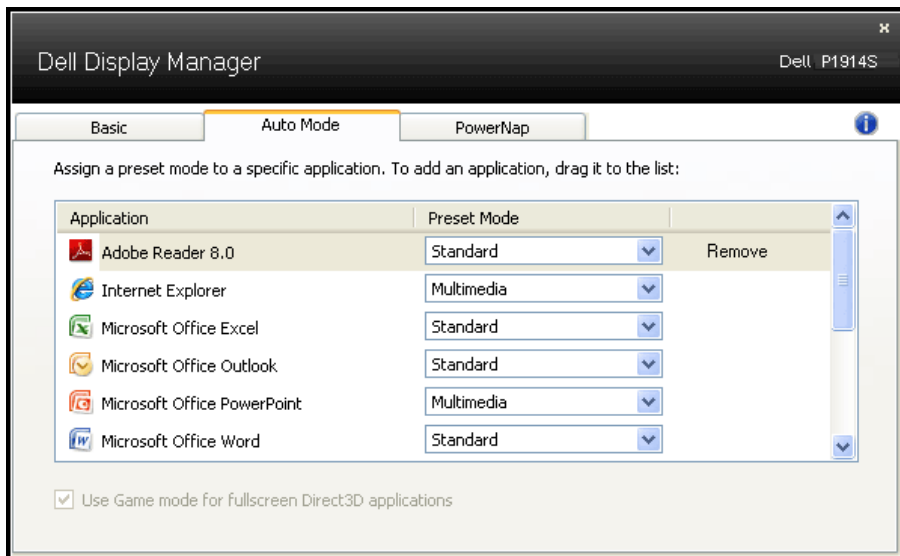 x
Dell Display Manager
Dell P1914S
Basic
Auto Mode
PowerNap
i
Assign a preset mode to a specific application. To add an application, drag it to the list:
Application Preset Mode
Adobe Reader 8.0 Standard Remove
Internet Explorer Multimedia
Microsoft Office Excel Standard
Microsoft Office Outlook Standard
Microsoft Office PowerPoint Multimedia
Microsoft Office Word Standard
Use Game mode for fullscreen Direct3D applications